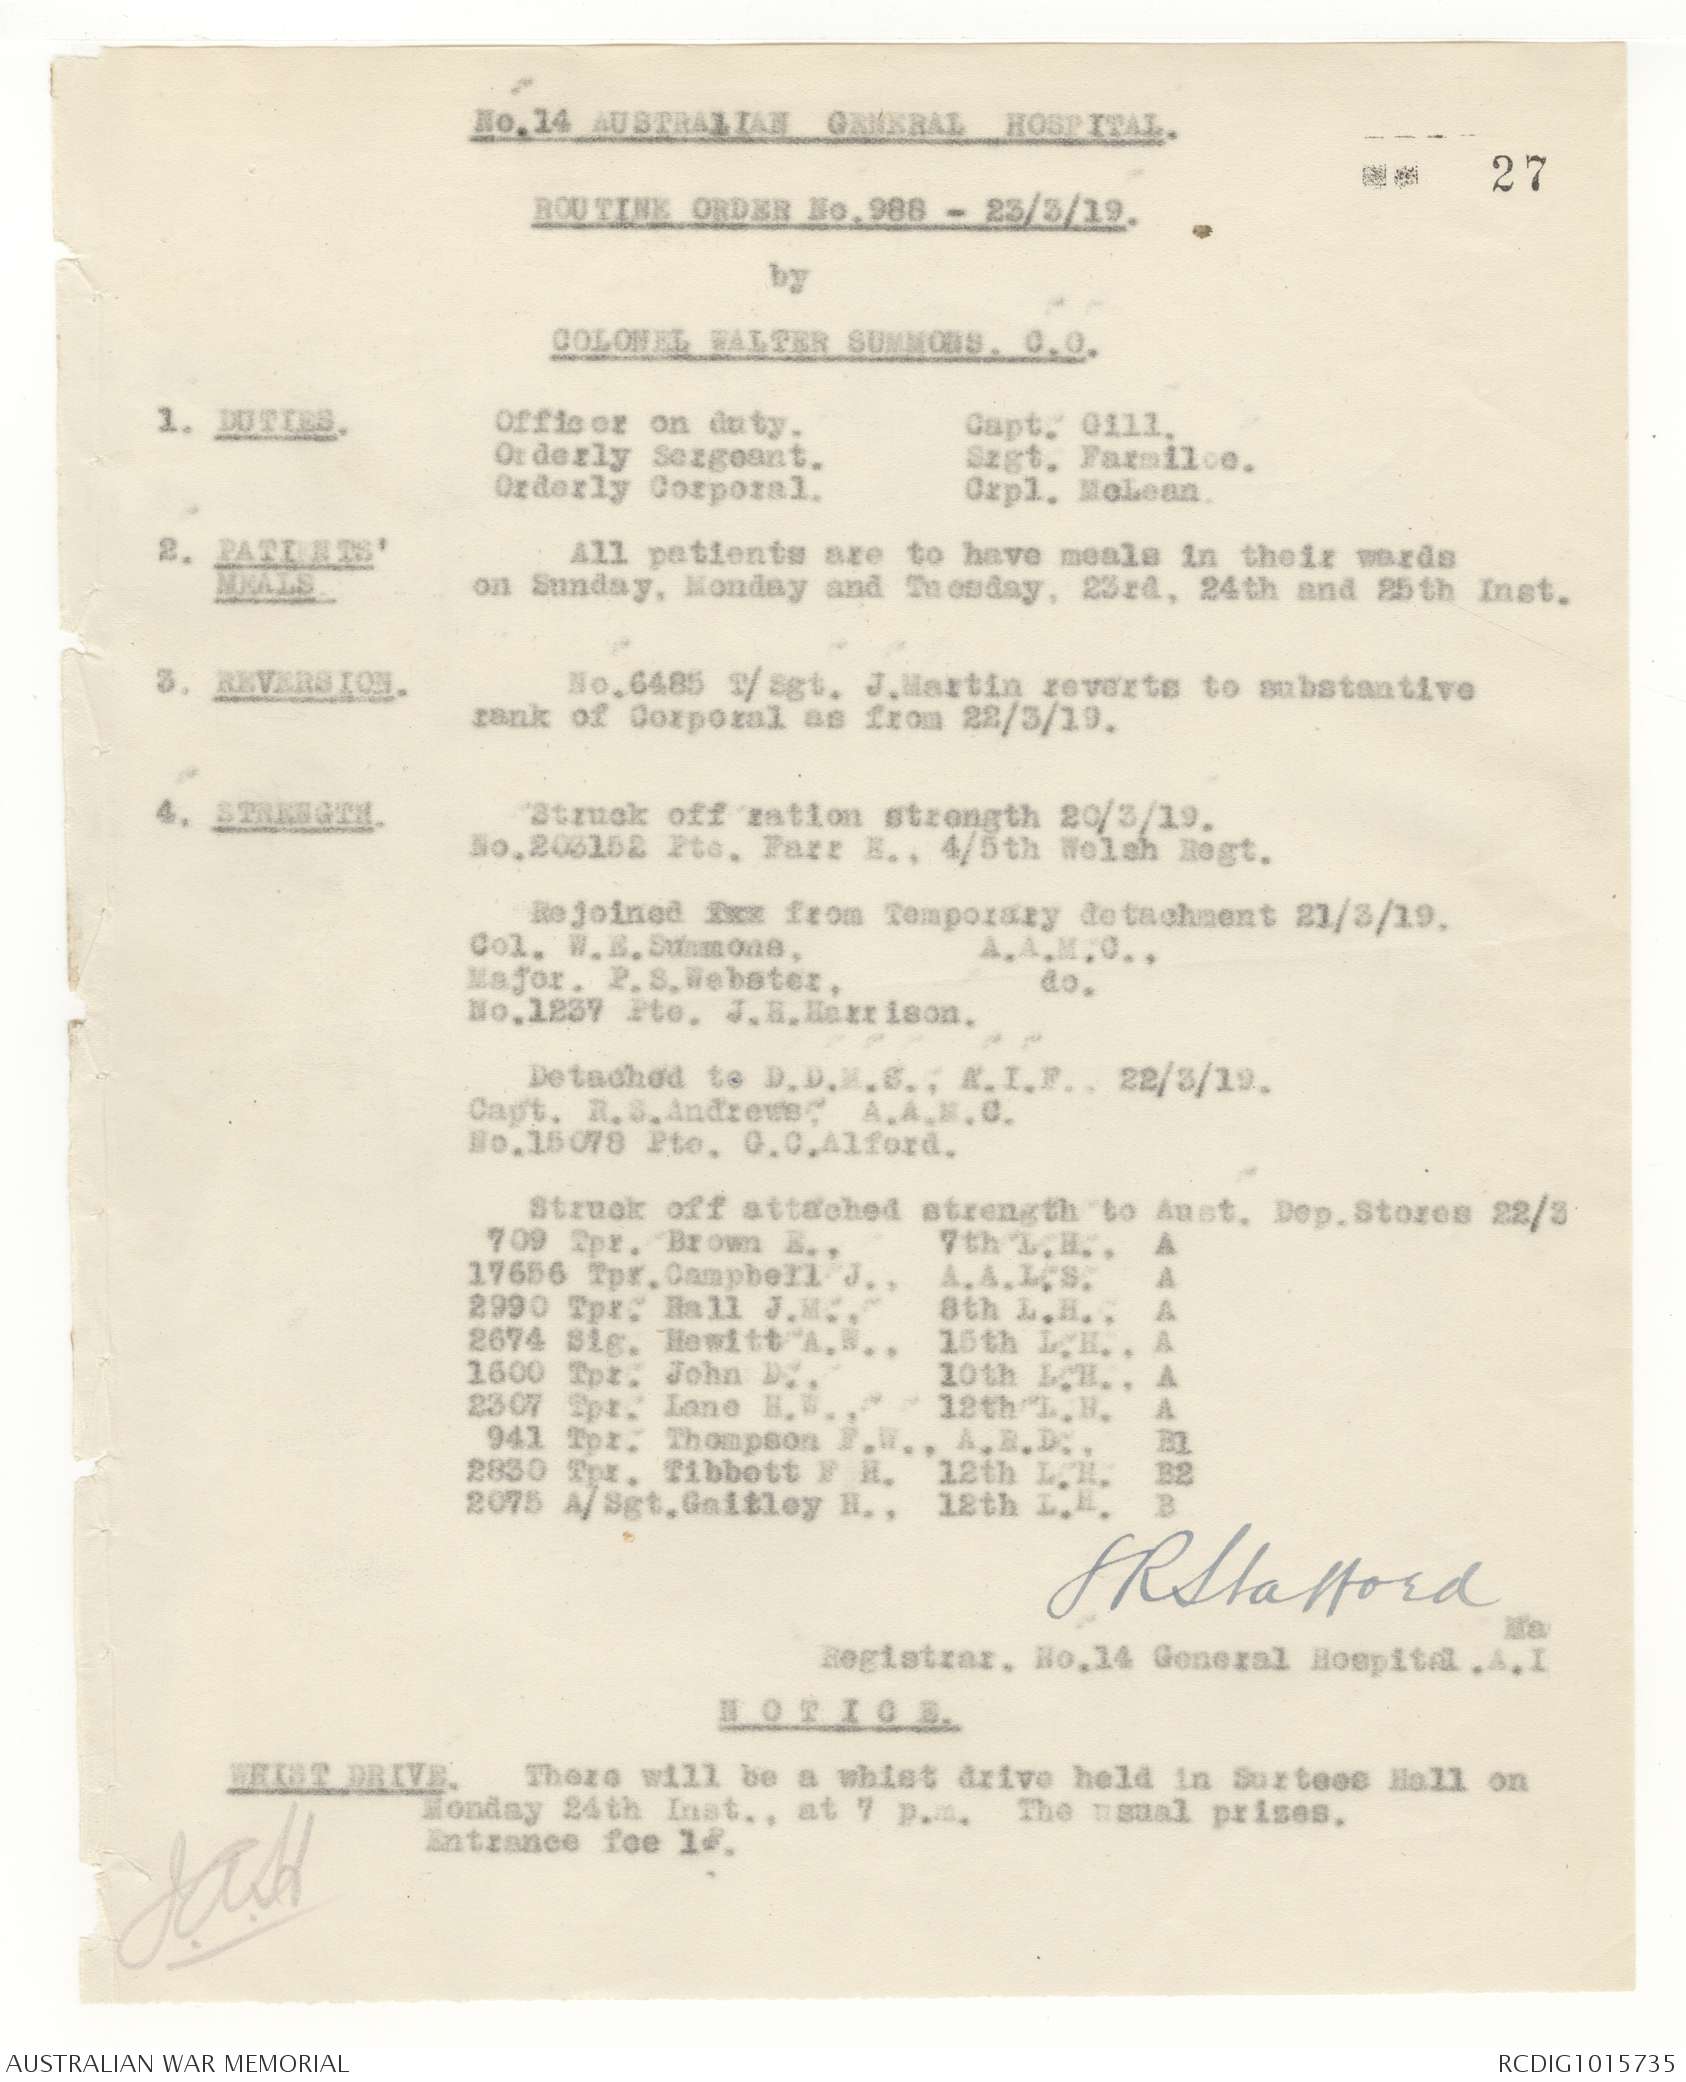 No.14 AUSTRALIAN GENERAL HOSPITAL.
27
ROUTINE ORDER No.988 - 23/3/19.
by
COLONEL WALTER SUMMONS. C.O.
1. DUTIES. Officer on duty. Capt. Gill.
Orderly Sergeant. Srgt. Farmiloe.
Orderly Corporal. Crpl. McLean.
2. PATIENTS' All patients are to have meals in their wards
MEALS on Sunday, Monday and Tuesday, 23rd, 24th and 25th Inst.
3. REVERSION. No.6485 T/Sgt. J.Martin reverts to substantive
rank of Corporal as from 22/3/19.
4. STRENGTH. Struck off ration strength 20/3/19.
No.203152 Pte. Farr E., 4/5th Welsh Regt.
Rejoined from Temporary detachment 21/3/19.
Col. W.E.Summons, A.A.M.C.,
Major. P.S.Webster, do.
No.1237 Pte. J.H.Harrison.
Detached to D.D.M.S., A.I.F.. 22/3/19.
Capt. R.S.Andrews, A.A.M.C.
No.15078 Pte. G.C.Alford.
Struck off attached strength to Aust. Dep.Stores 22/3
709 Tpr. Brown E., 7th L.H., A
17656 Tpr.Campbell J., A.A.L.S. A
2990 Tpr. Hall J.M., 8th L.H., A
2674 Sig. Hewitt A.W., 15th L.H., A
1600 Tpr. John D., 10th L.H., A
2307 Tpr. Lane H.W., 12th L.H. A
941 Tpr. Thompson F.W., A.R.D., B1
2830 Tpr. Tibbott F H. 12th L.H. B2
2075 A/Sgt.Gaitley H., 12th L.H. B
JRStafford
Ma
Registrar. No.14 General Hospital.A.I
NOTICE.
WHIST DRIVE. There will be a whist drive held in Surtees Hall on
Monday 24th Inst., at 7 p.m. The usual prizes.
Entrance fee
AUSTRALIAN WAR MEMORIAL
RCDIG1015735